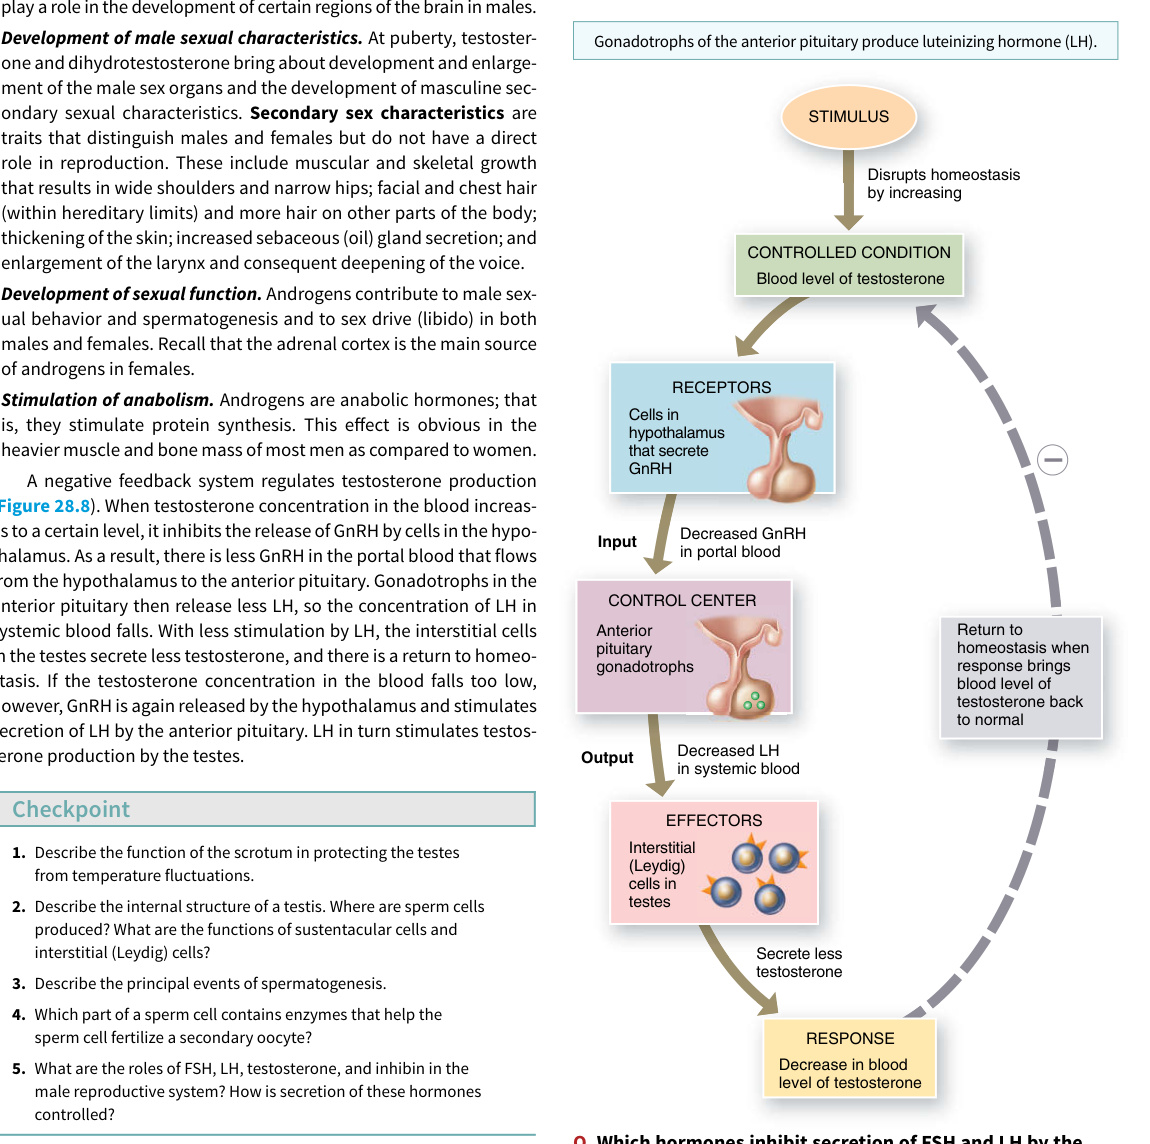 play a role in the development of certain regions of the brain in males.
Development of male sexual characteristics. At puberty, testoster-
one and dihydrotestosterone bring about development and enlarge-
ment of the male sex organs and the development of masculine sec-
ondary sexual characteristics. Secondary sex characteristics are
traits that distinguish males and females but do not have a direct
role in reproduction. These include muscular and skeletal growth
that results in wide shoulders and narrow hips; facial and chest hair
(within hereditary limits) and more hair on other parts of the body;
thickening of the skin; increased sebaceous (oil) gland secretion; and
enlargement of the larynx and consequent deepening of the voice.
Development of sexual function. Androgens contribute to male sex-
ual behavior and spermatogenesis and to sex drive (libido) in both
males and females. Recall that the adrenal cortex is the main source
of androgens in females.
Stimulation of anabolism. Androgens are anabolic hormones; that
is, they stimulate protein synthesis. This effect is obvious in the
heavier muscle and bone mass of most men as compared to women.
A negative feedback system regulates testosterone production
Figure 28.8). When testosterone concentration in the blood increas-
s to a certain level, it inhibits the release of GnRH by cells in the hypo-
halamus. As a result, there is less GnRH in the portal blood that flows
rom the hypothalamus to the anterior pituitary. Gonadotrophs in the
nterior pituitary then release less LH, so the concentration of LH in
ystemic blood falls. With less stimulation by LH, the interstitial cells
n the testes secrete less testosterone, and there is a return to homeo-
tasis. If the testosterone concentration in the blood falls too low,
owever, GnRH is again released by the hypothalamus and stimulates
ecretion of LH by the anterior pituitary. LH in turn stimulates testos-
erone production by the testes.
Checkpoint
1. Describe the function of the scrotum in protecting the testes
from temperature fluctuations.
2. Describe the internal structure of a testis. Where are sperm cells
produced? What are the functions of sustentacular cells and
interstitial (Leydig) cells?
3. Describe the principal events of spermatogenesis.
4. Which part of a sperm cell contains enzymes that help the
sperm cell fertilize a secondary oocyte?
5. What are the roles of FSH, LH, testosterone, and inhibin in the
male reproductive system? How is secretion of these hormones
controlled?
Gonadotrophs of the anterior pituitary produce luteinizing hormone (LH).
STIMULUS
Disrupts homeostasis
by increasing
CONTROLLED CONDITION
Blood level of testosterone
RECEPTORS
Cells in
hypothalamus
that secrete
GnRH
Input
Decreased GnRH
in portal blood
CONTROL CENTER
Anterior
pituitary
gonadotrophs
Output
Decreased LH
in systemic blood
EFFECTORS
Interstitial
(Leydig)
cells in
testes
Secrete less
testosterone
RESPONSE
Decrease in blood
level of testosterone
−
Return to
homeostasis when
response brings
blood level of
testosterone back
to normal
Q Which hormones inhibit secretion of FSH and LH by the